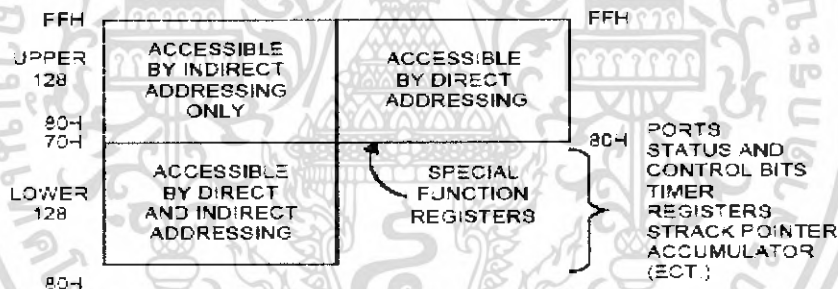 FFH
UPPER
128
80H
70H
LOWER
128
80H
ACCESSIBLE
BY INDIRECT
ADDRESSING
ONLY
ACCESSIBLE
BY DIRECT
AND INDIRECT
ADDRESSING
ACCESSIBLE
BY DIRECT
ADDRESSING
SPECIAL
FUNCTION
REGISTERS
FFH
80H
PORTS
STATUS AND
CONTROL BITS
TIMER
REGISTERS
STRACK POINTER
ACCUMULATOR
(ECT.)